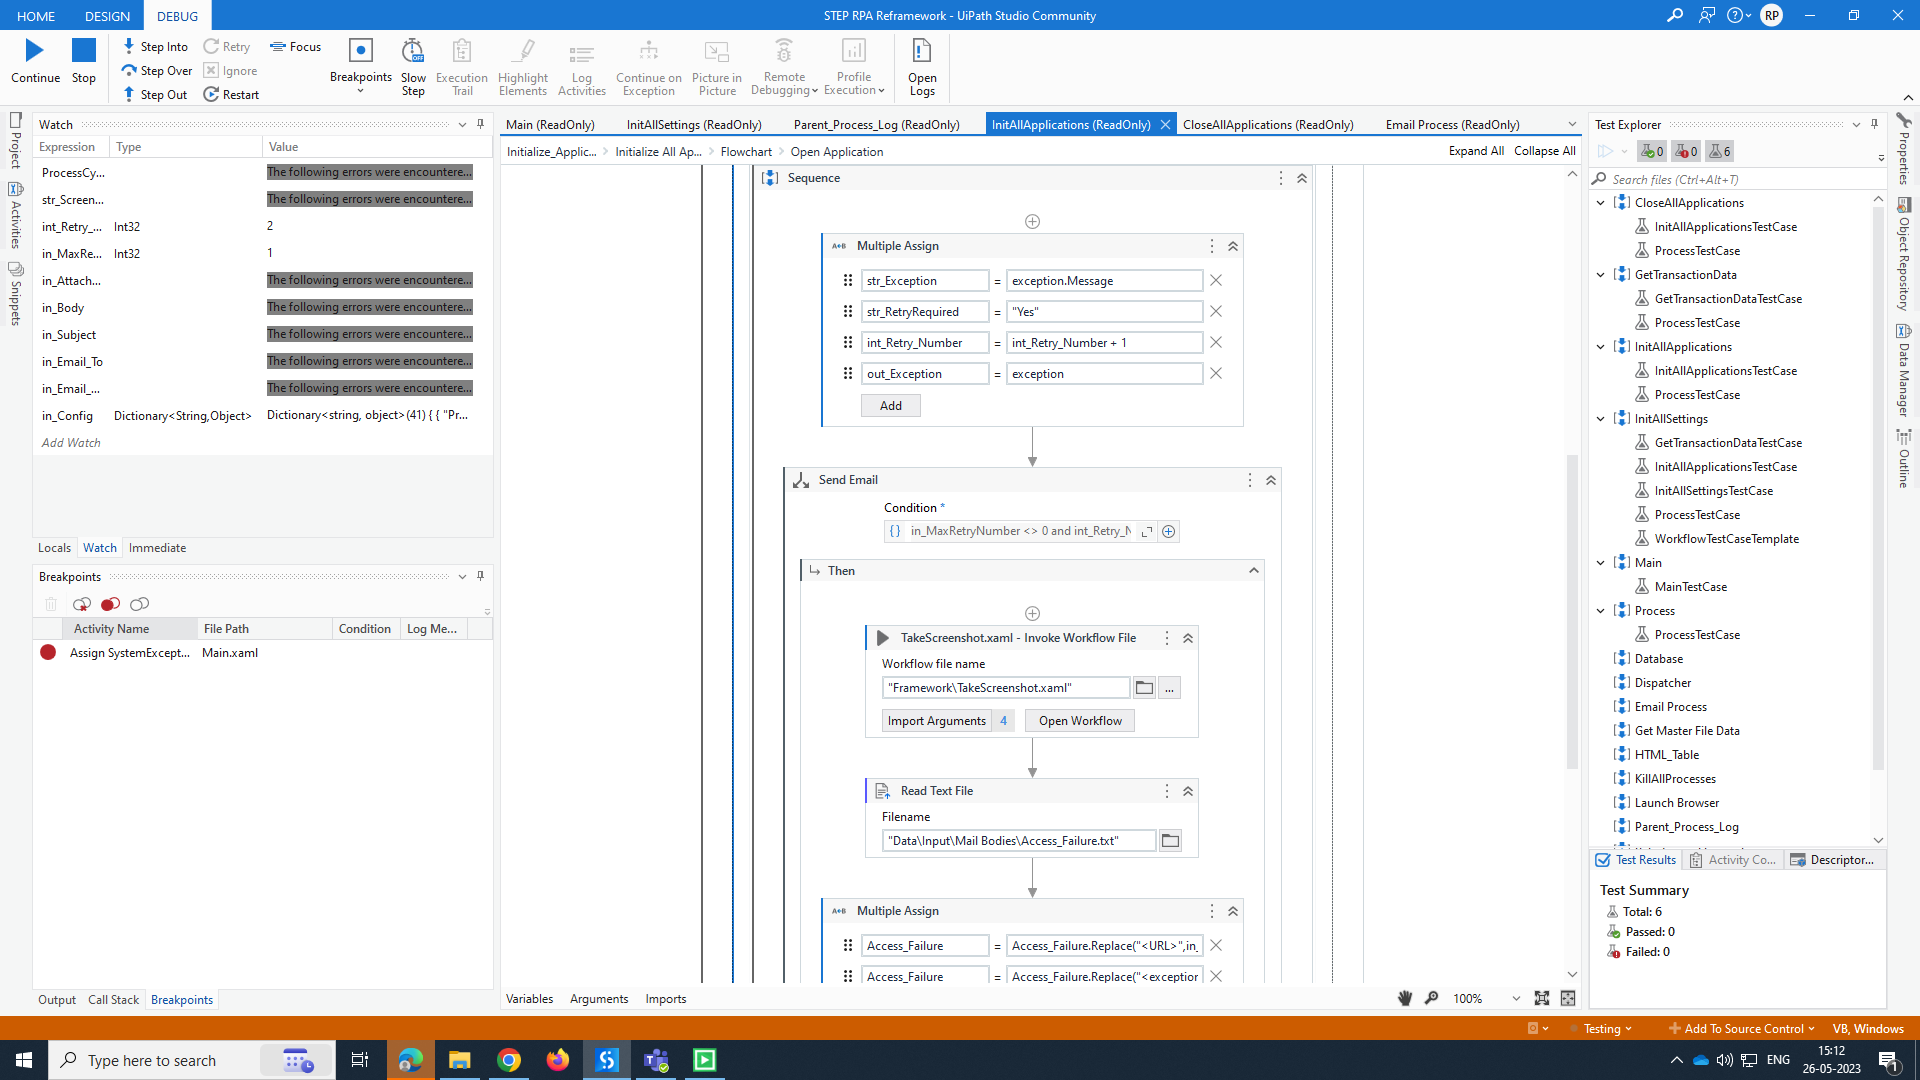 HOME
DESIGN
DEBUG
STEP RPA Reframework - UiPath Studio Community
RP
Continue
Stop
Step Into
Step Over
Step Out
Retry
Ignore
Restart
Focus
Breakpoints
Slow Step
Execution Trail
Highlight Elements
Log Activities
Continue on Exception
Picture in Picture
Remote Debugging
Profile Execution
Open Logs
Project
Activities
Snippets
Watch
Expression Type Value
ProcessCy... The following errors were encountere...
str_Screen... The following errors were encountere...
int_Retry_... Int32 2
in_MaxRe... Int32 1
in_Attach... The following errors were encountere...
in_Body The following errors were encountere...
in_Subject The following errors were encountere...
in_Email_To The following errors were encountere...
in_Email_... The following errors were encountere...
in_Config Dictionary<String,Object> Dictionary<string, object>(41) { { "Pr...
Add Watch
Locals Watch Immediate
Breakpoints
Activity Name File Path Condition Log Me...
Assign SystemExcept... Main.xaml
Output Call Stack Breakpoints
Main (ReadOnly) InitAllSettings (ReadOnly) Parent_Process_Log (ReadOnly) InitAllApplications (ReadOnly) CloseAllApplications (ReadOnly) Email Process (ReadOnly)
Initialize_Applic... Initialize All Ap... Flowchart Open Application Expand All Collapse All
Sequence
Multiple Assign
str_Exception = exception.Message
str_RetryRequired = "Yes"
int_Retry_Number = int_Retry_Number + 1
out_Exception = exception
Add
Send Email
Condition *
in_MaxRetryNumber <> 0 and int_Retry_N
Then
TakeScreenshot.xaml - Invoke Workflow File
Workflow file name
"Framework\TakeScreenshot.xaml"
...
Import Arguments 4 Open Workflow
Read Text File
Filename
"Data\Input\Mail Bodies\Access_Failure.txt"
Multiple Assign
Access_Failure = Access_Failure.Replace("<URL>",in_
Access_Failure = Access_Failure.Replace("<exception
Variables Arguments Imports
100%
Test Explorer
0 0 6
Search files (Ctrl+Alt+T)
CloseAllApplications
InitAllApplicationsTestCase
ProcessTestCase
GetTransactionData
GetTransactionDataTestCase
ProcessTestCase
InitAllApplications
InitAllApplicationsTestCase
ProcessTestCase
InitAllSettings
GetTransactionDataTestCase
InitAllApplicationsTestCase
InitAllSettingsTestCase
ProcessTestCase
WorkflowTestCaseTemplate
Main
MainTestCase
Process
ProcessTestCase
Database
Dispatcher
Email Process
Get Master File Data
HTML_Table
KillAllProcesses
Launch Browser
Parent_Process_Log
Test Results Activity Co... Descriptor...
Test Summary
Total: 6
Passed: 0
Failed: 0
Properties
Object Repository
Data Manager
Outline
Testing Add To Source Control VB, Windows
Type here to search
ENG
15:12
26-05-2023
1